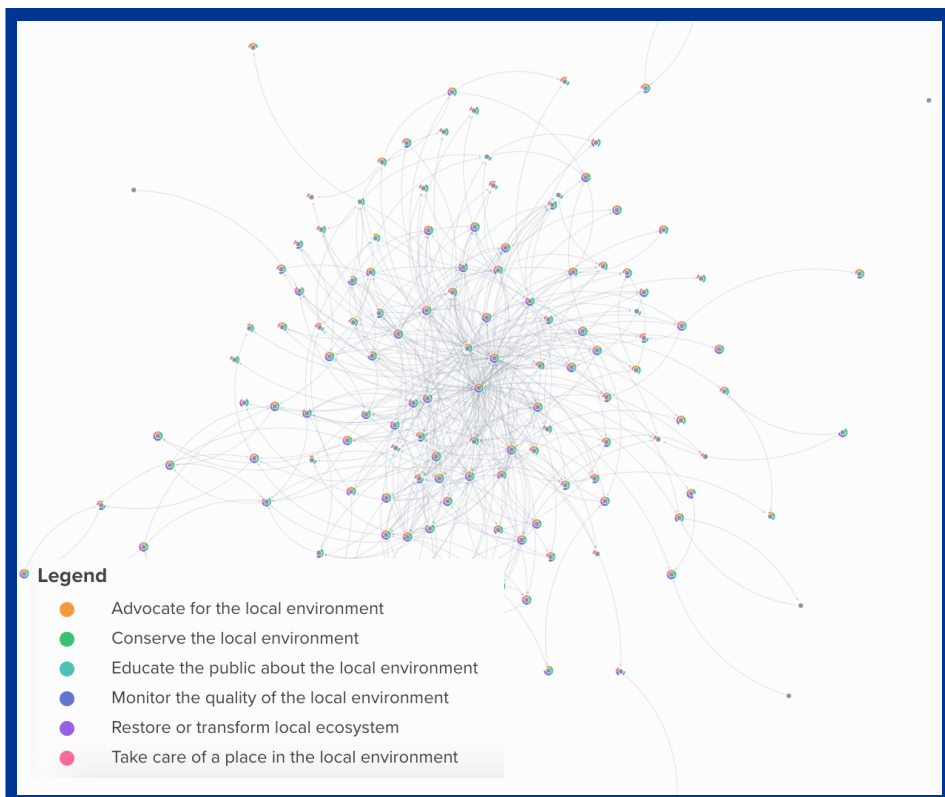 Legend
Advocate for the local environment
Conserve the local environment
Educate the public about the local environment
Monitor the quality of the local environment
Restore or transform local ecosystem
Take care of a place in the local environment